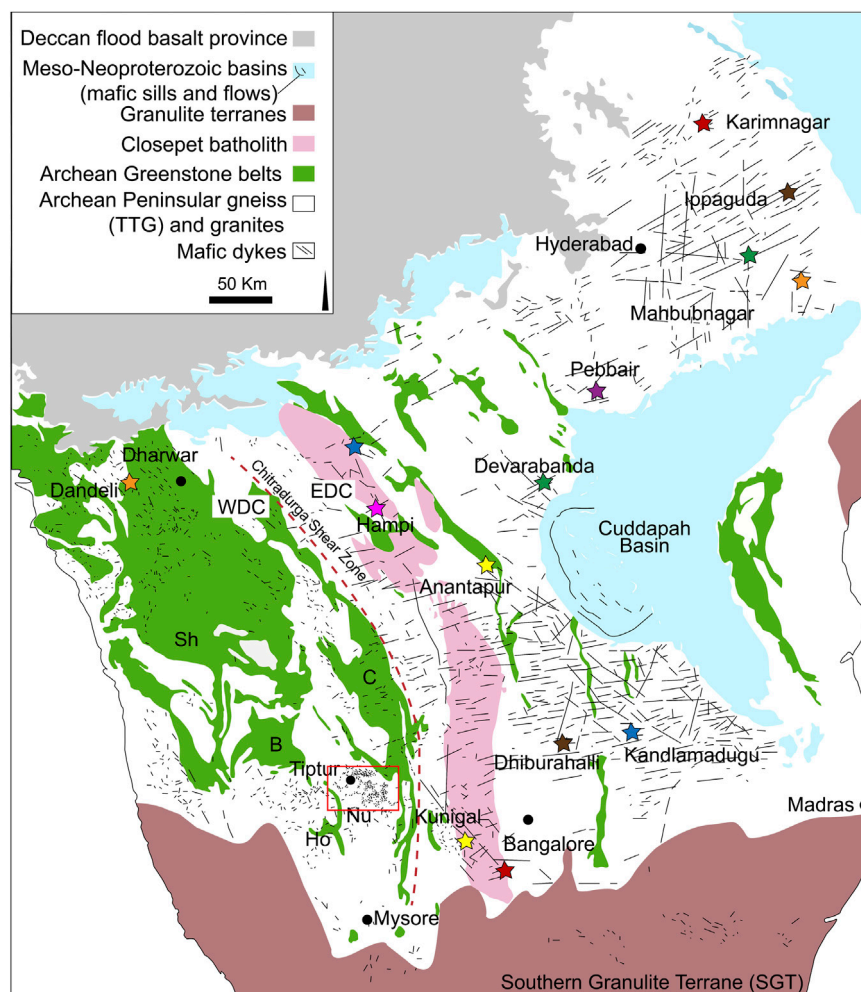 Deccan flood basalt province
Meso-Neoproterozoic basins
(mafic sills and flows)
Granulite terranes
Closepet batholith
Archean Greenstone belts
Archean Peninsular gneiss
(TTG) and granites
Mafic dykes
50 Km
Karimnagar
Ippaguda
Hyderabad
Mahbubnagar
Pebbair
Dharwar
Devarabanda
Dandeli
WDC
EDC
Chitradurga Shear Zone
Hampi
Cuddapah
Basin
Anantapur
Sh
C
B
Tiptur
Dhiburahalli
Kandlamadugu
Nu
Kunigal
Madras
Ho
Bangalore
Mysore
Southern Granulite Terrane (SGT)